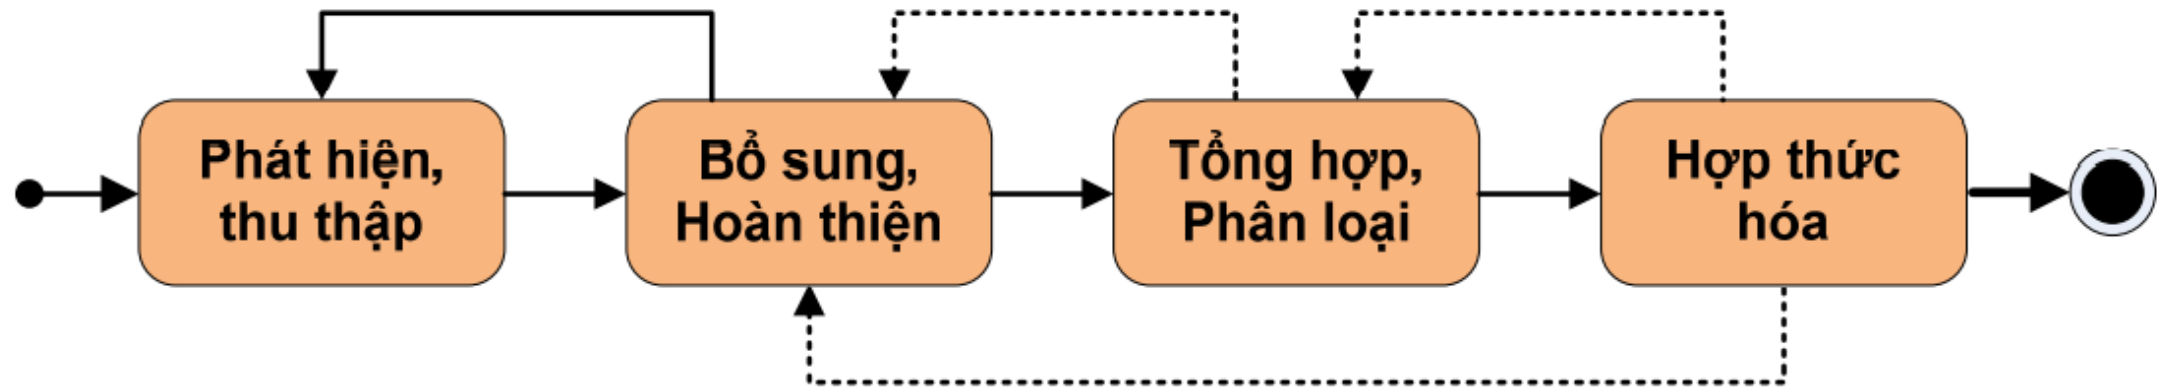 Phát hiện,
thu thập
Bổ sung,
Hoàn thiện
Tổng hợp,
Phân loại
Hợp thức
hóa